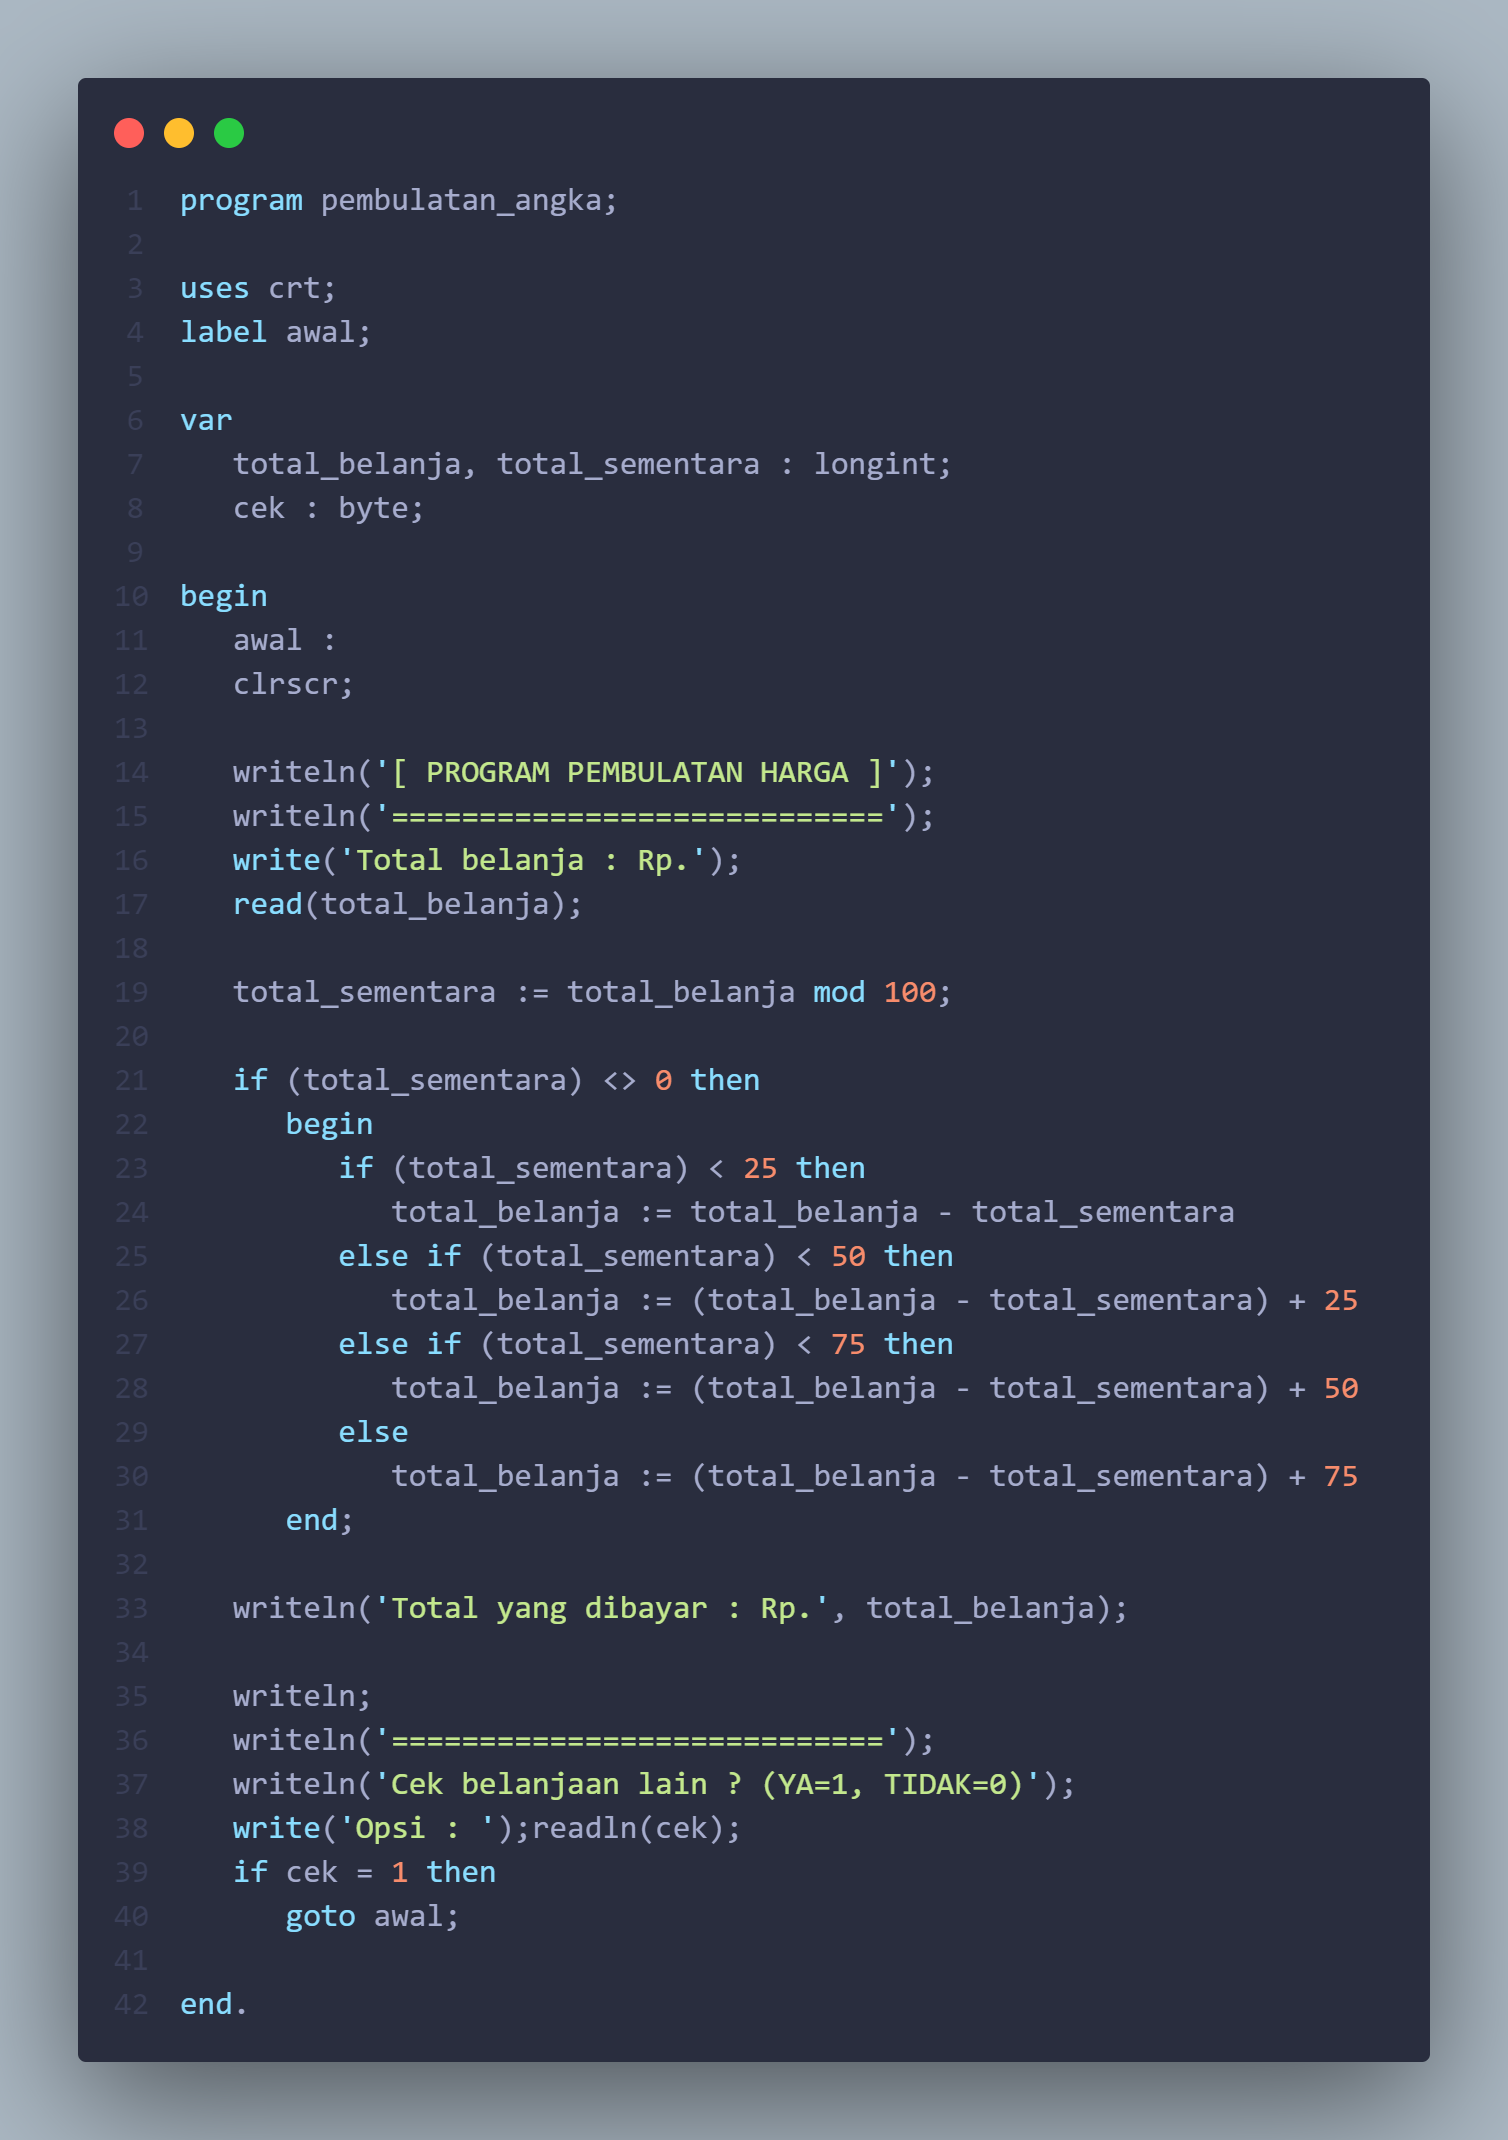 1 program pembulatan_angka;
2
3 uses crt;
4 label awal;
5
6 var
7    total_belanja, total_sementara : longint;
8    cek : byte;
9
10 begin
11    awal :
12    clrscr;
13
14    writeln('[ PROGRAM PEMBULATAN HARGA ]');
15    writeln('============================');
16    write('Total belanja : Rp.');
17    read(total_belanja);
18
19    total_sementara := total_belanja mod 100;
20
21    if (total_sementara) <> 0 then
22       begin
23          if (total_sementara) < 25 then
24             total_belanja := total_belanja - total_sementara
25          else if (total_sementara) < 50 then
26             total_belanja := (total_belanja - total_sementara) + 25
27          else if (total_sementara) < 75 then
28             total_belanja := (total_belanja - total_sementara) + 50
29          else
30             total_belanja := (total_belanja - total_sementara) + 75
31       end;
32
33    writeln('Total yang dibayar : Rp.', total_belanja);
34
35    writeln;
36    writeln('============================');
37    writeln('Cek belanjaan lain ? (YA=1, TIDAK=0)');
38    write('Opsi : ');readln(cek);
39    if cek = 1 then
40       goto awal;
41
42 end.